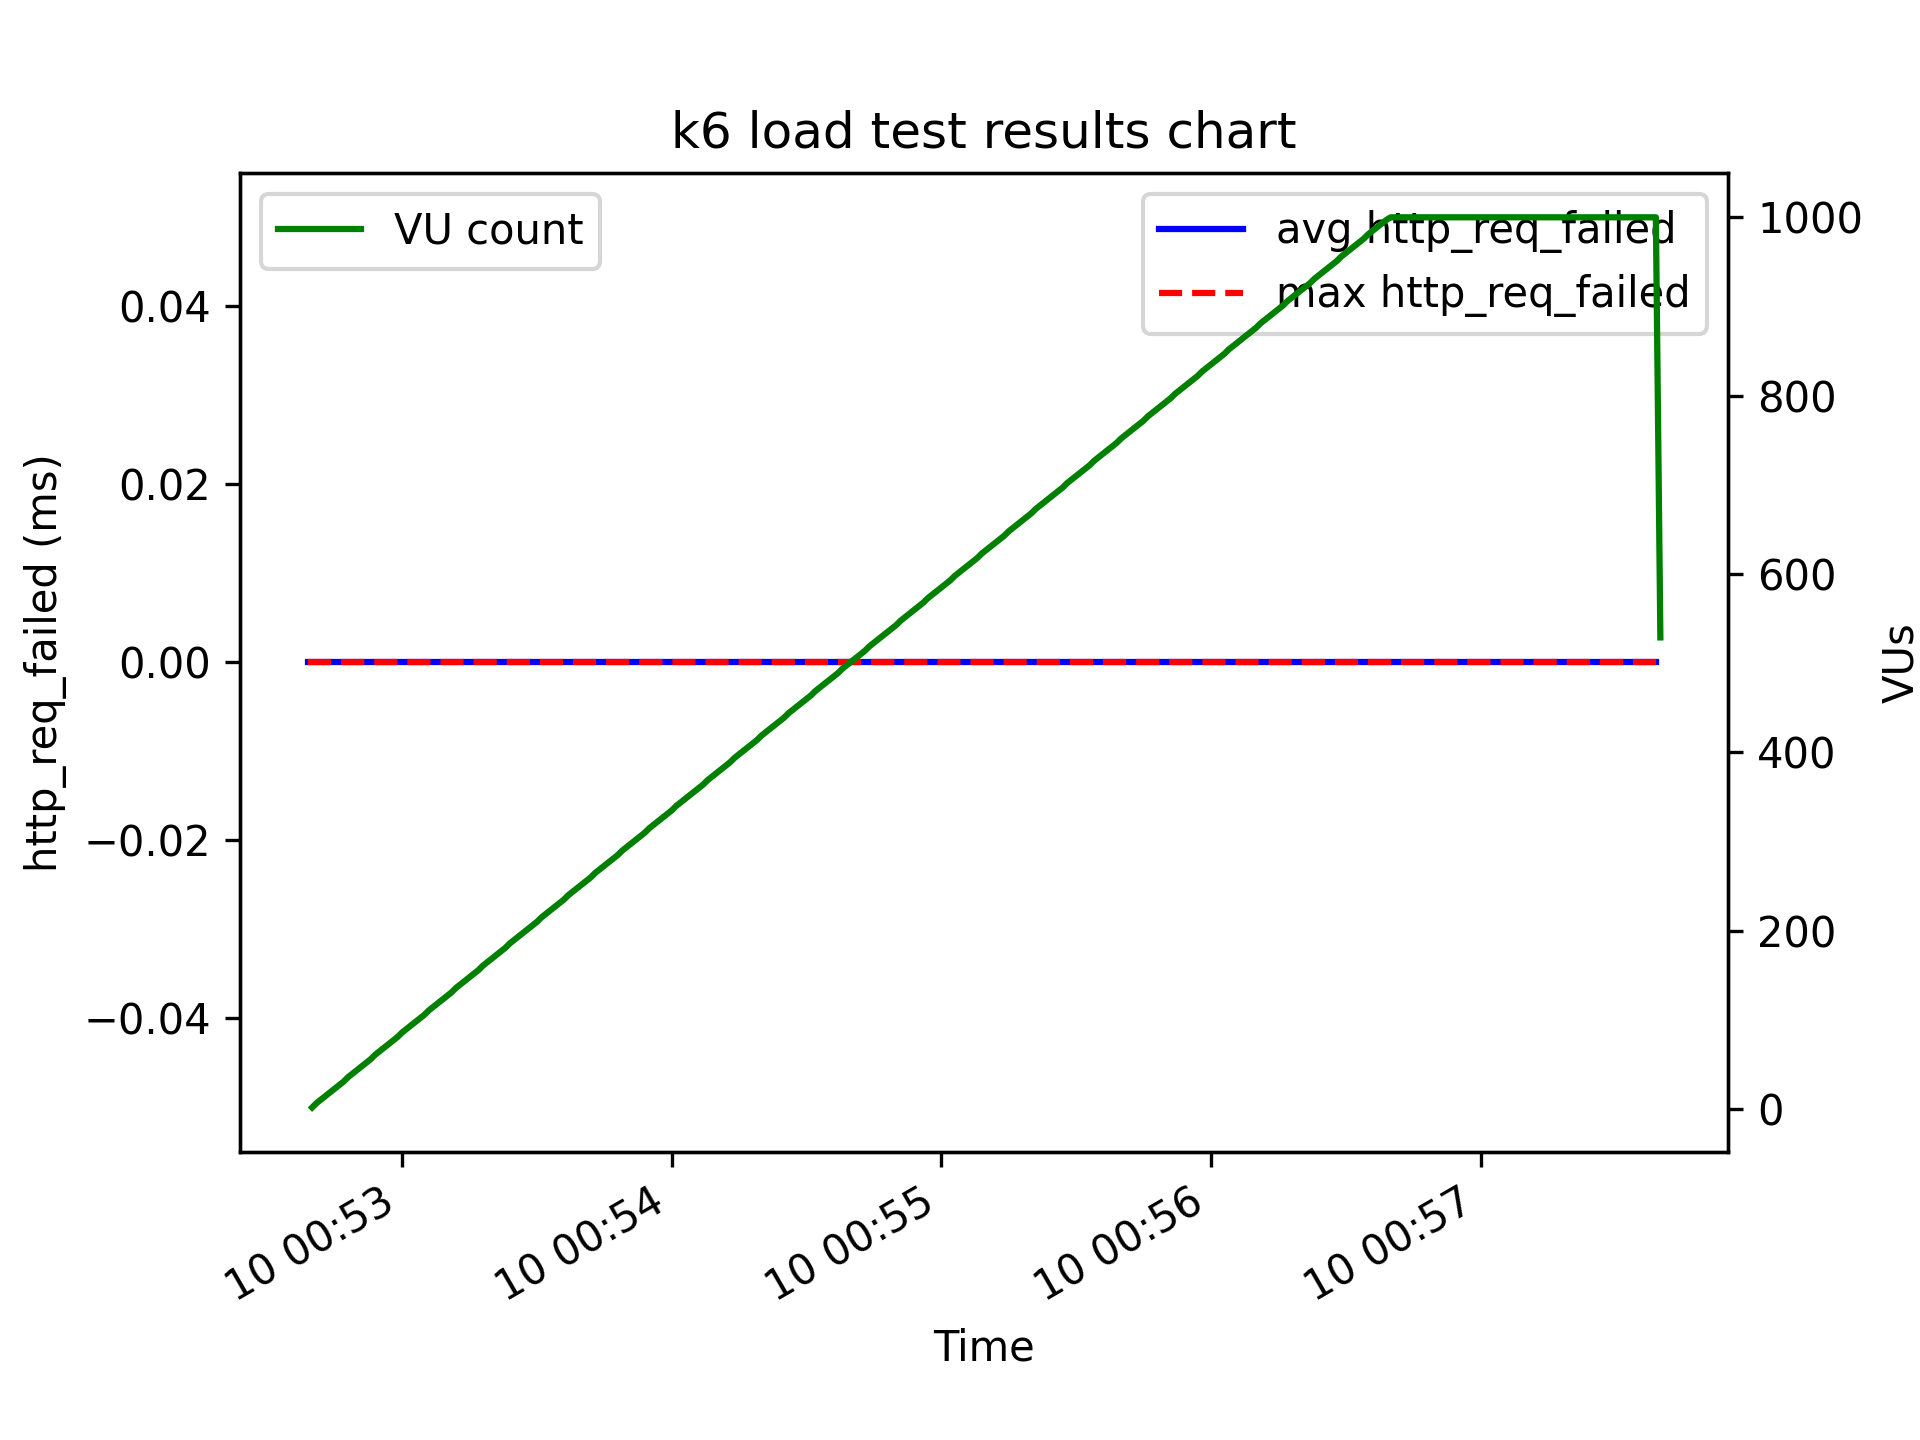 k6 load test results chart
VU count
avg http_req_failed
max http_req_failed
http_req_failed (ms)
0.04
0.02
0.00
−0.02
−0.04
1000
800
600
400
200
0
VUs
10 00:53
10 00:54
10 00:55
10 00:56
10 00:57
Time